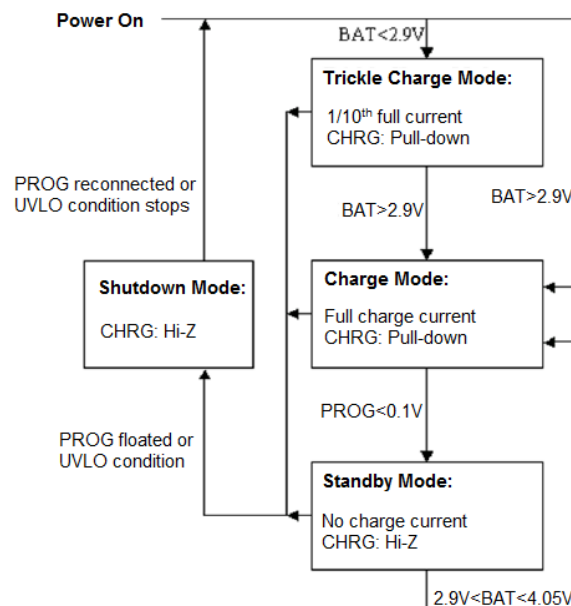 Power On
BAT<2.9V
Trickle Charge Mode:
1/10th full current
CHRG: Pull-down
PROG reconnected or
UVLO condition stops
BAT>2.9V
BAT>2.9V
Shutdown Mode:
CHRG: Hi-Z
Charge Mode:
Full charge current
CHRG: Pull-down
PROG<0.1V
PROG floated or
UVLO condition
Standby Mode:
No charge current
CHRG: Hi-Z
2.9V<BAT<4.05V